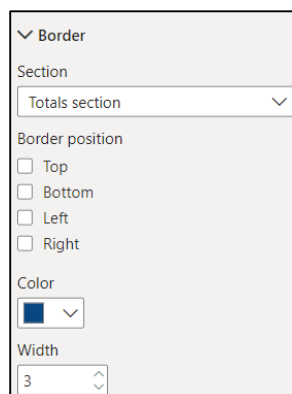 Border
Section
Totals section
Border position
Top
Bottom
Left
Right
Color
Width
3